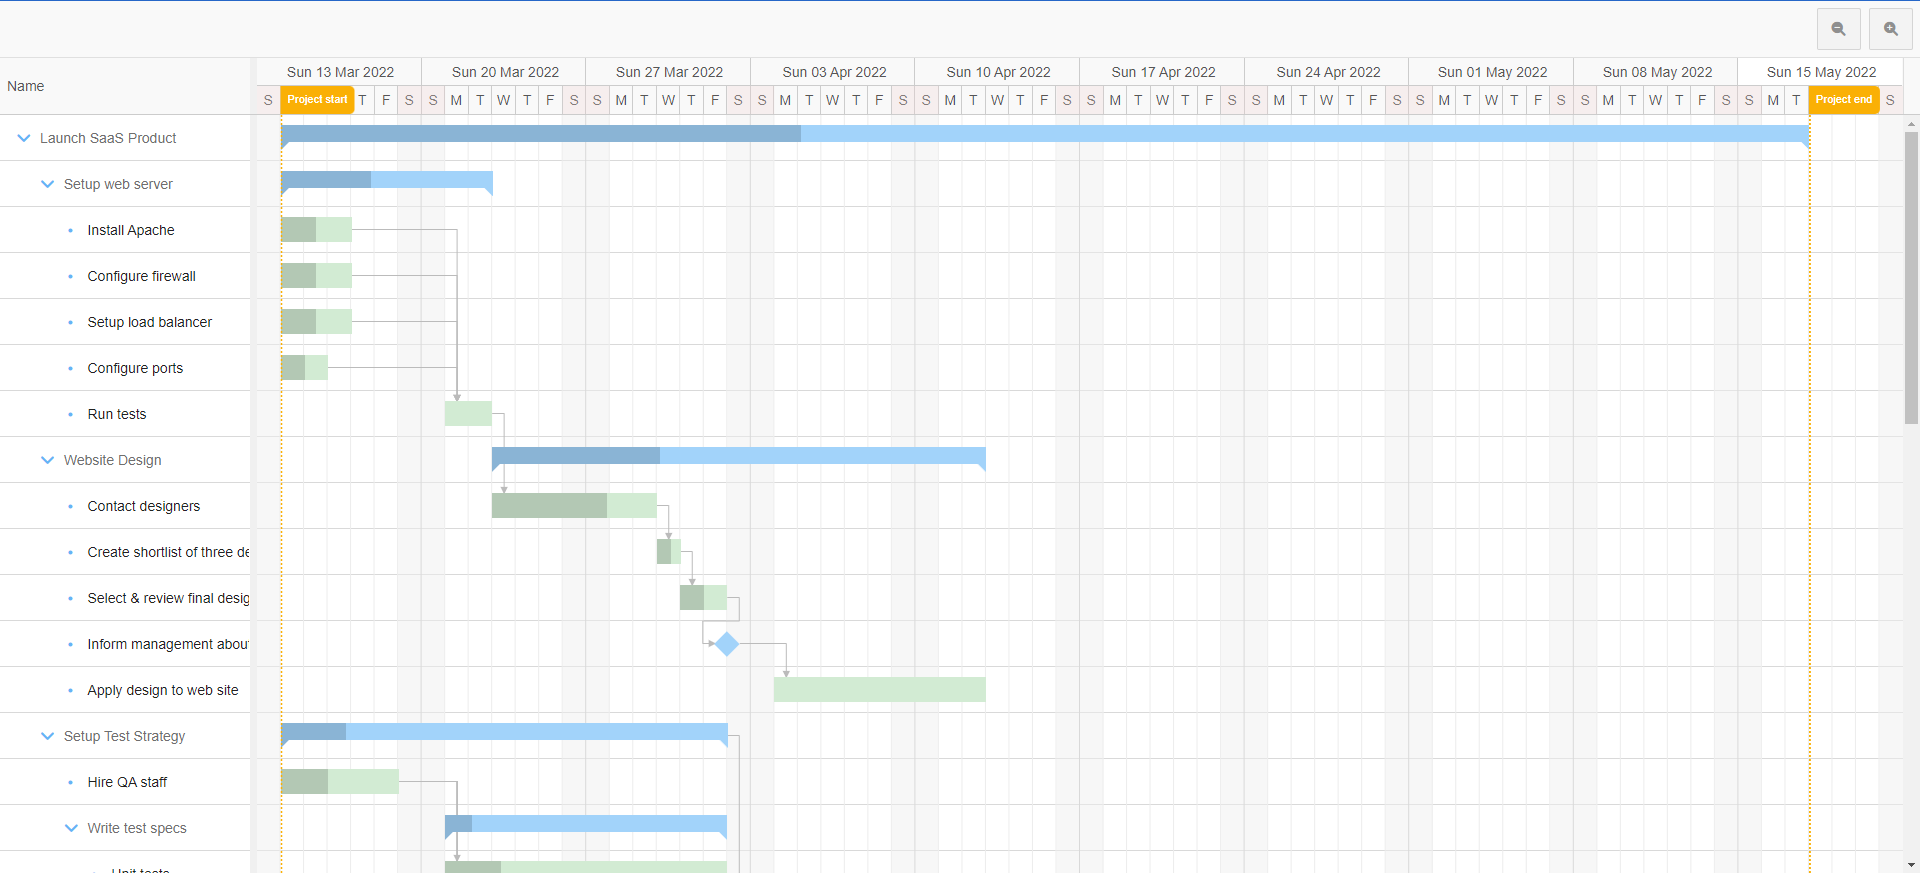 Sun 13 Mar 2022 Sun 20 Mar 2022 Sun 27 Mar 2022 Sun 03 Apr 2022 Sun 10 Apr 2022 Sun 17 Apr 2022 Sun 24 Apr 2022 Sun 01 May 2022 Sun 08 May 2022 Sun 15 May 2022
Name
S Project start T F S S M T W T F S S M T W T F S S M T W T F S S M T W T F S S M T W T F S S M T W T F S S M T W T F S S M T W T F S S M T Project end S
Launch SaaS Product
Setup web server
Install Apache
Configure firewall
Setup load balancer
Configure ports
Run tests
Website Design
Contact designers
Create shortlist of three de
Select & review final desig
Inform management abou
Apply design to web site
Setup Test Strategy
Hire QA staff
Write test specs
Unit tests